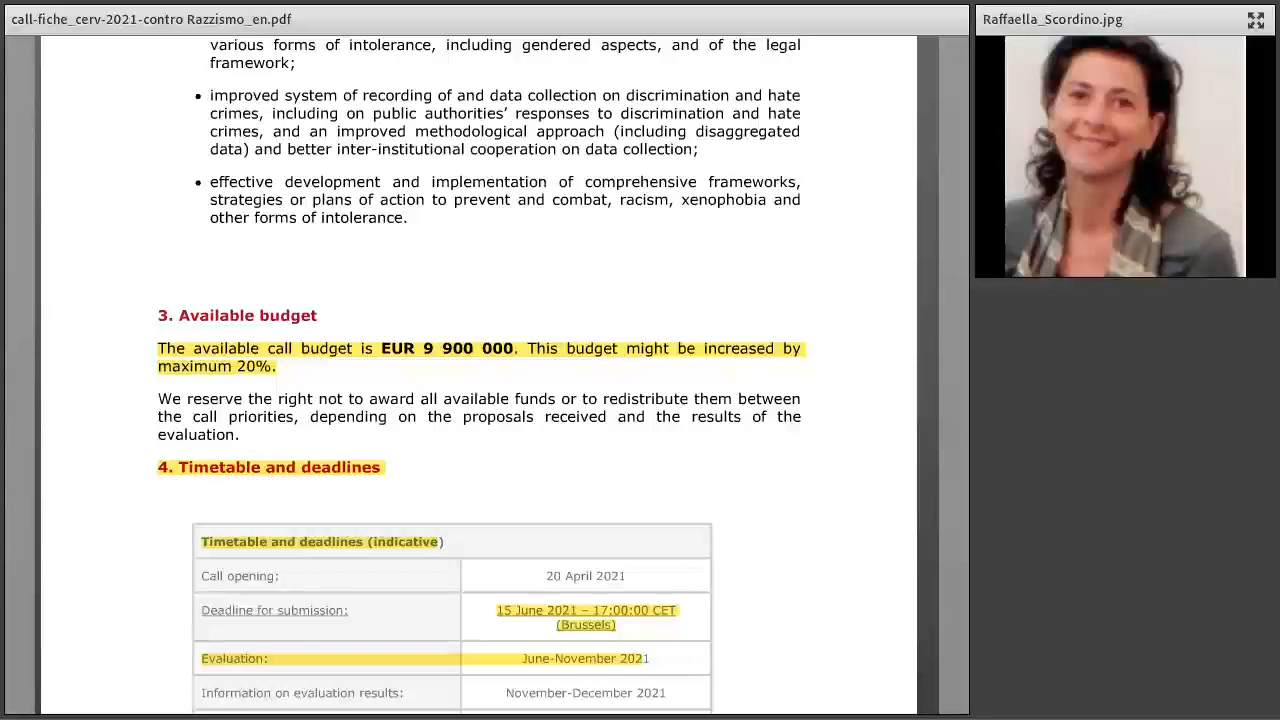 call-fiche_cerv-2021-contro Razzismo_en.pdf
Raffaella_Scordino.jpg
various forms of intolerance, including gendered aspects, and of the legal
framework;
• improved system of recording of and data collection on discrimination and hate
crimes, including on public authorities’ responses to discrimination and hate
crimes, and an improved methodological approach (including disaggregated
data) and better inter-institutional cooperation on data collection;
• effective development and implementation of comprehensive frameworks,
strategies or plans of action to prevent and combat, racism, xenophobia and
other forms of intolerance.
3. Available budget
The available call budget is EUR 9 900 000. This budget might be increased by
maximum 20%.
We reserve the right not to award all available funds or to redistribute them between
the call priorities, depending on the proposals received and the results of the
evaluation.
4. Timetable and deadlines
Timetable and deadlines (indicative)
Call opening: 20 April 2021
Deadline for submission: 15 June 2021 – 17:00:00 CET
(Brussels)
Evaluation: June-November 2021
Information on evaluation results: November-December 2021